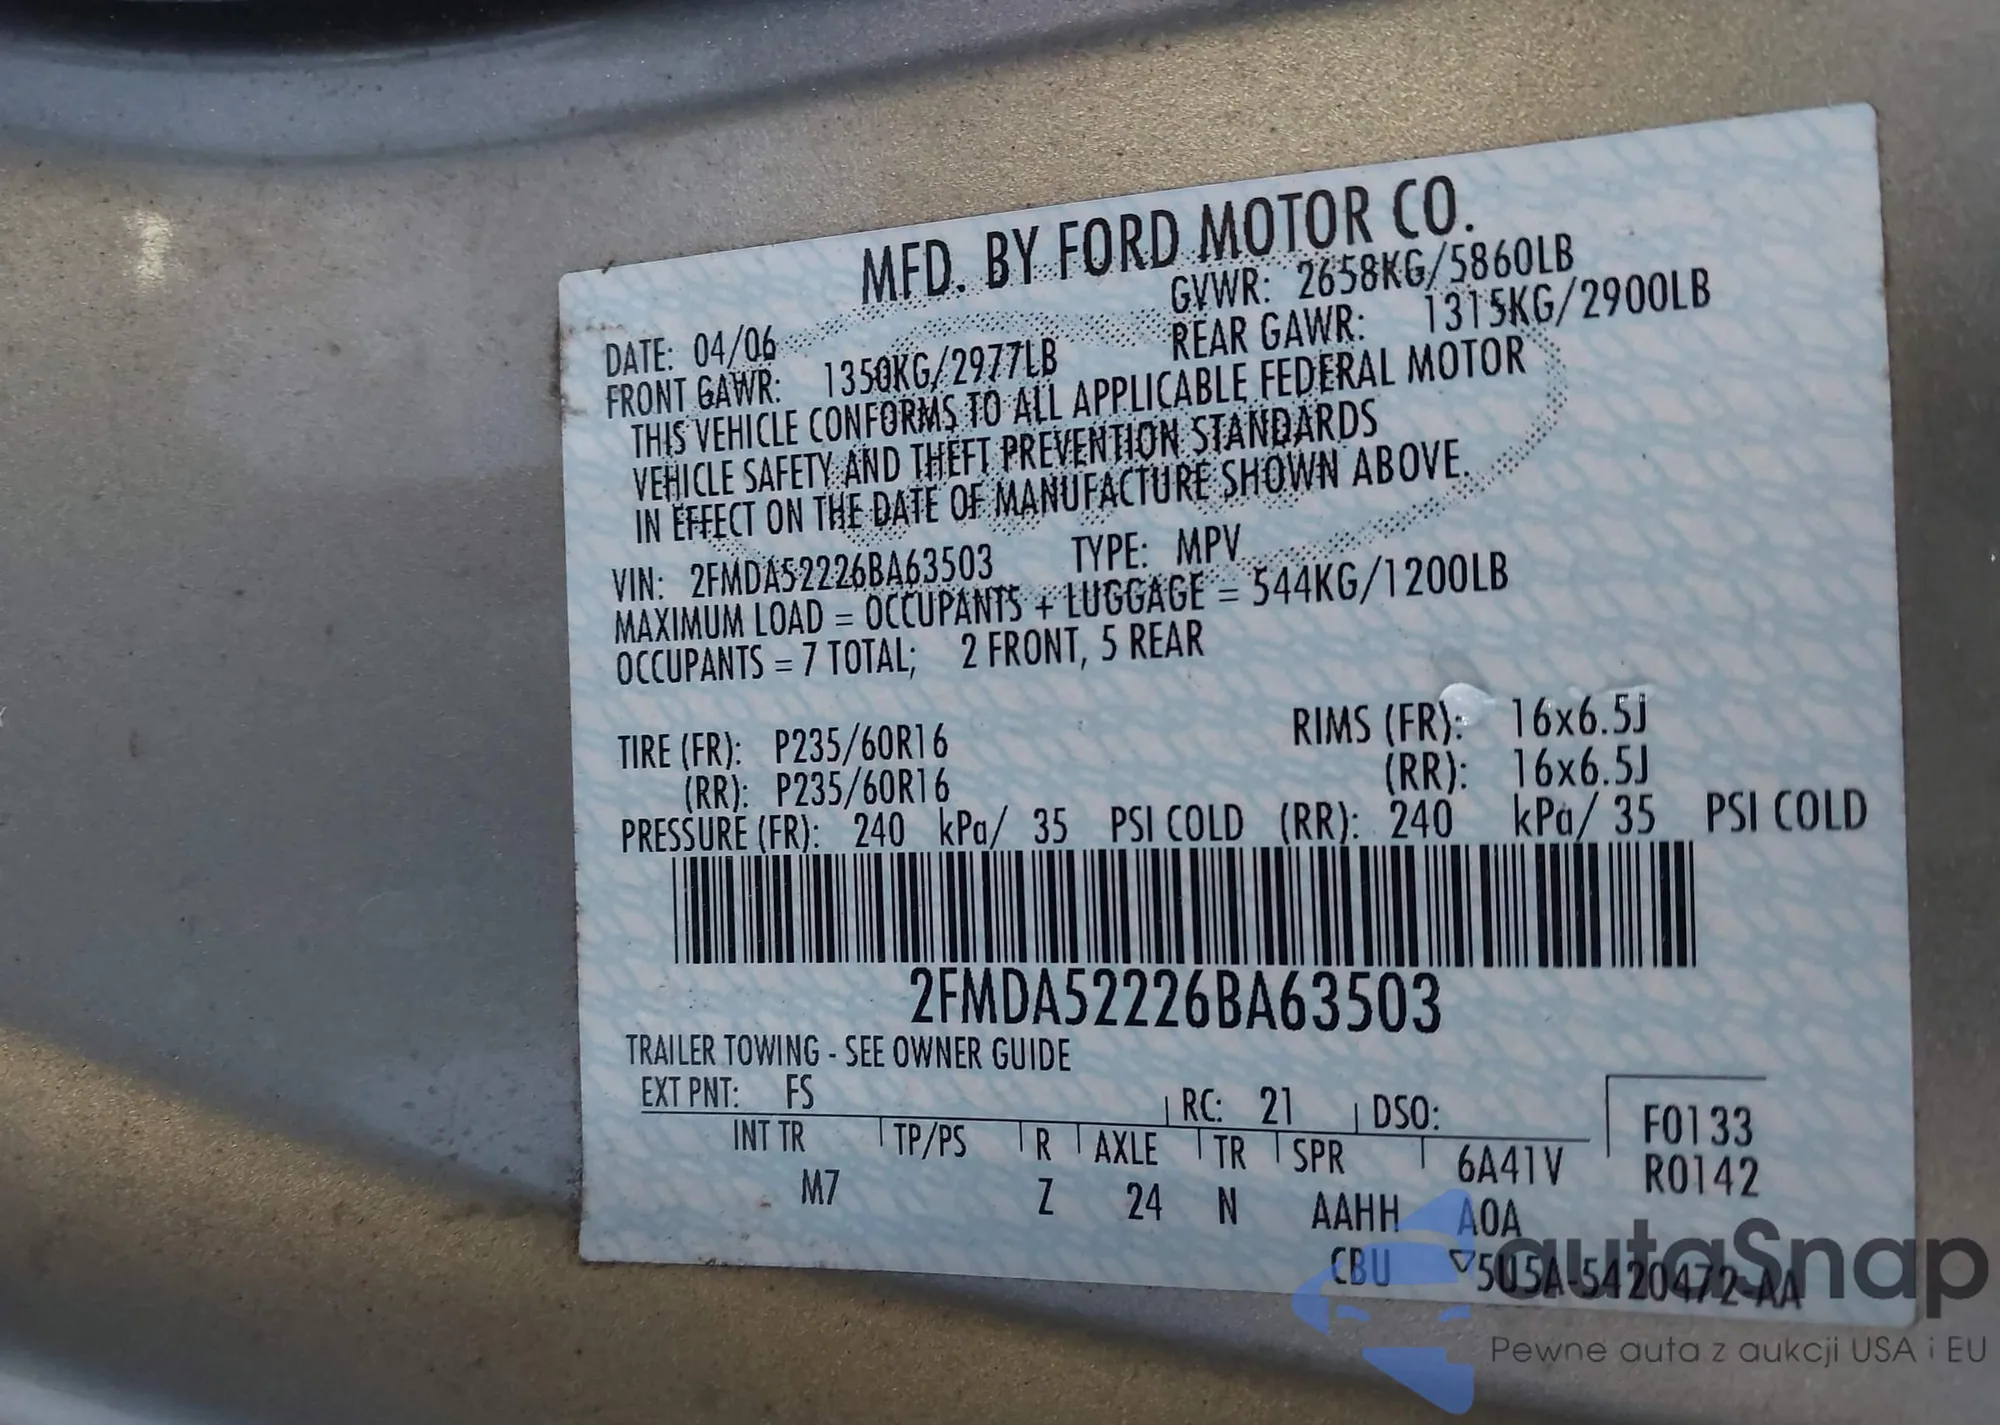 MFD. BY FORD MOTOR CO.
DATE: 04/06 GVWR: 2658KG/5860LB
FRONT GAWR: 1350KG/2977LB REAR GAWR: 1315KG/2900LB
THIS VEHICLE CONFORMS TO ALL APPLICABLE FEDERAL MOTOR
VEHICLE SAFETY AND THEFT PREVENTION STANDARDS
IN EFFECT ON THE DATE OF MANUFACTURE SHOWN ABOVE.
VIN: 2FMDA52226BA63503 TYPE: MPV
MAXIMUM LOAD = OCCUPANTS + LUGGAGE = 544KG/1200LB
OCCUPANTS = 7 TOTAL; 2 FRONT, 5 REAR
TIRE (FR): P235/60R16 RIMS (FR): 16x6.5J
(RR): P235/60R16 (RR): 16x6.5J
PRESSURE (FR): 240 kPa/ 35 PSI COLD (RR): 240 kPa/ 35 PSI COLD
2FMDA52226BA63503
TRAILER TOWING - SEE OWNER GUIDE
EXT PNT: FS RC: 21 DSO: F0133
INT TR TP/PS R AXLE TR SPR 6A41V R0142
M7 Z 24 N AAHH A0A
CBU 5U5A-5420472-AA
autaSnap
Pewne auta z aukcji USA i EU